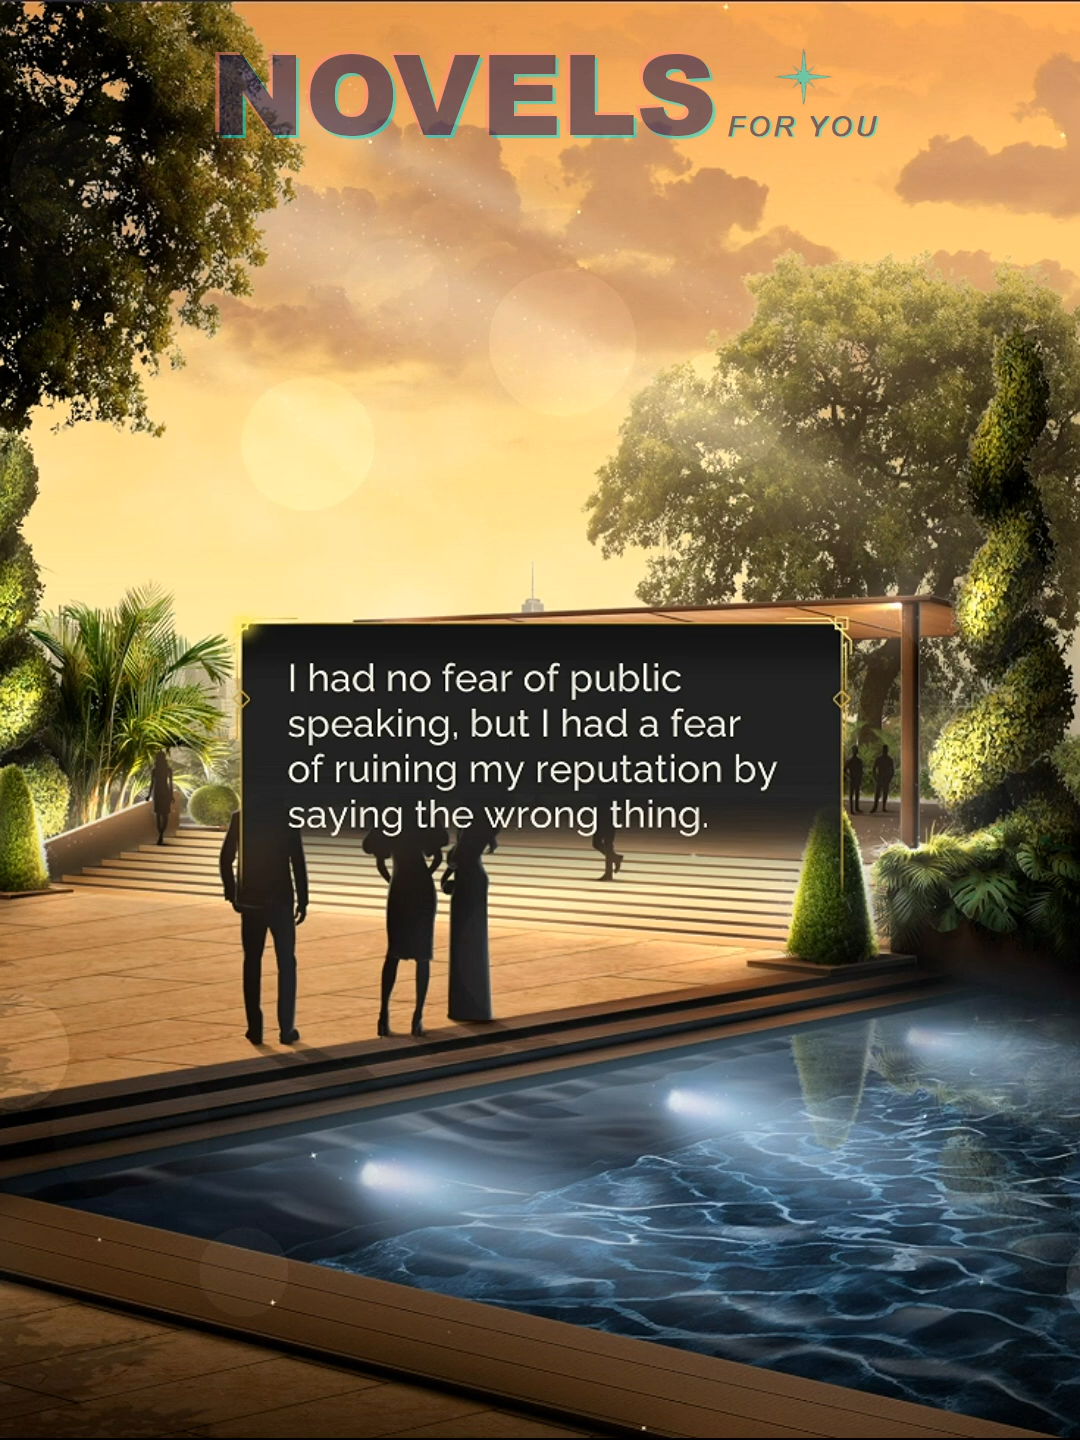 NOVELS FOR YOU
I had no fear of public
speaking, but I had a fear
of ruining my reputation by
saying the wrong thing.